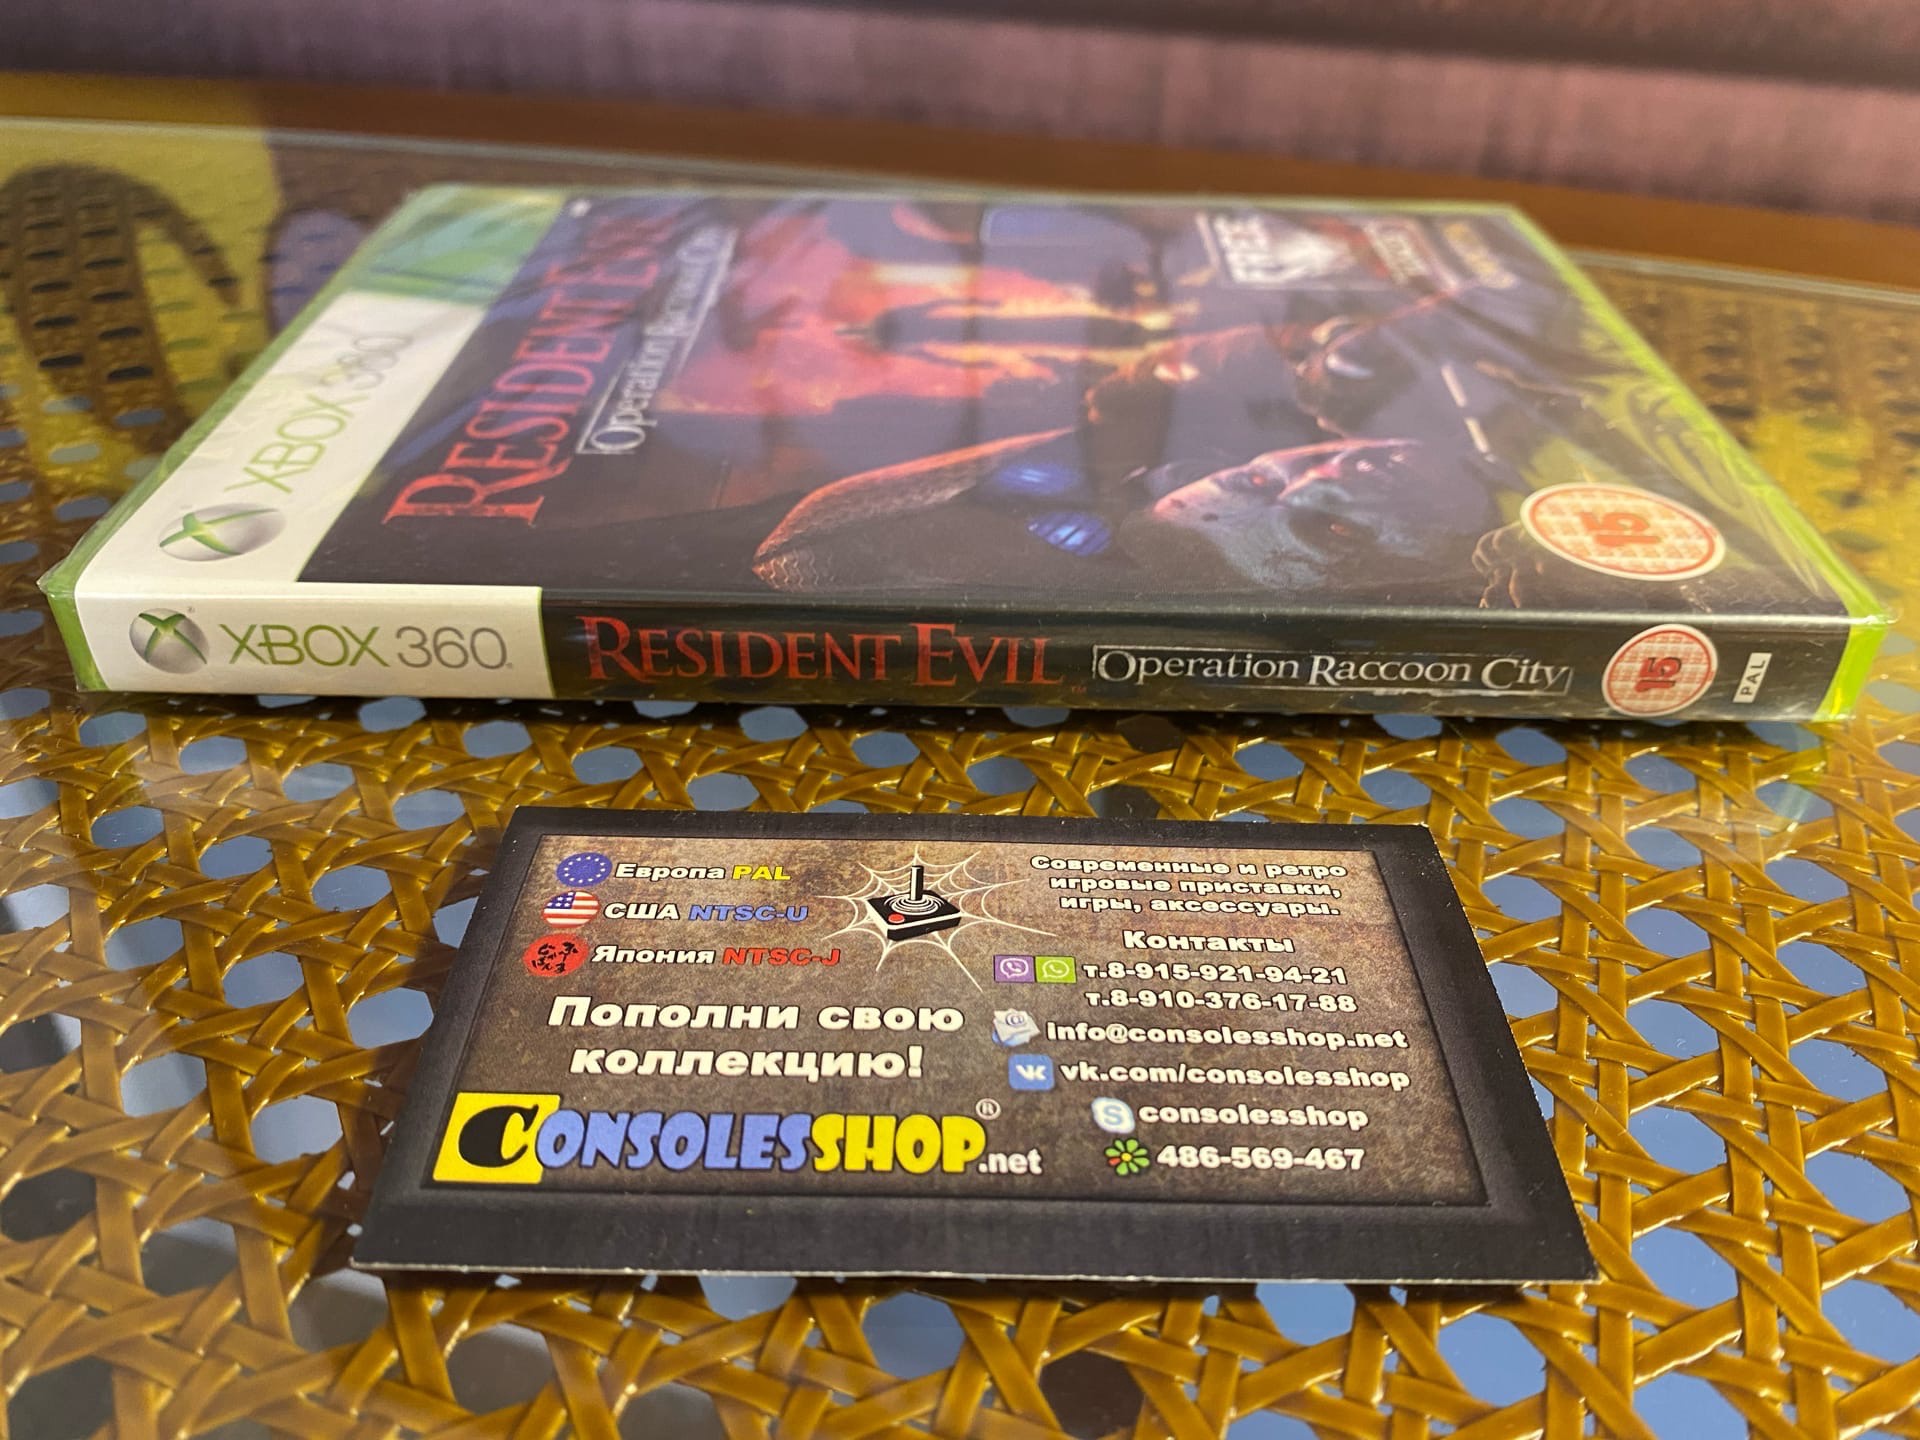 XBOX 360
RESIDENT EVIL
Operation Raccoon City
FREE
15
XBOX 360
RESIDENT EVIL™
Operation Raccoon City
15
PAL
Европа PAL
США NTSC-U
Япония NTSC-J
Пополни свою
коллекцию!
CONSOLESSHOP®.net
Современные и ретро
игровые приставки,
игры, аксессуары.
Контакты
т.8-915-921-94-21
т.8-910-376-17-88
info@consolesshop.net
vk.com/consolesshop
consolesshop
486-569-467